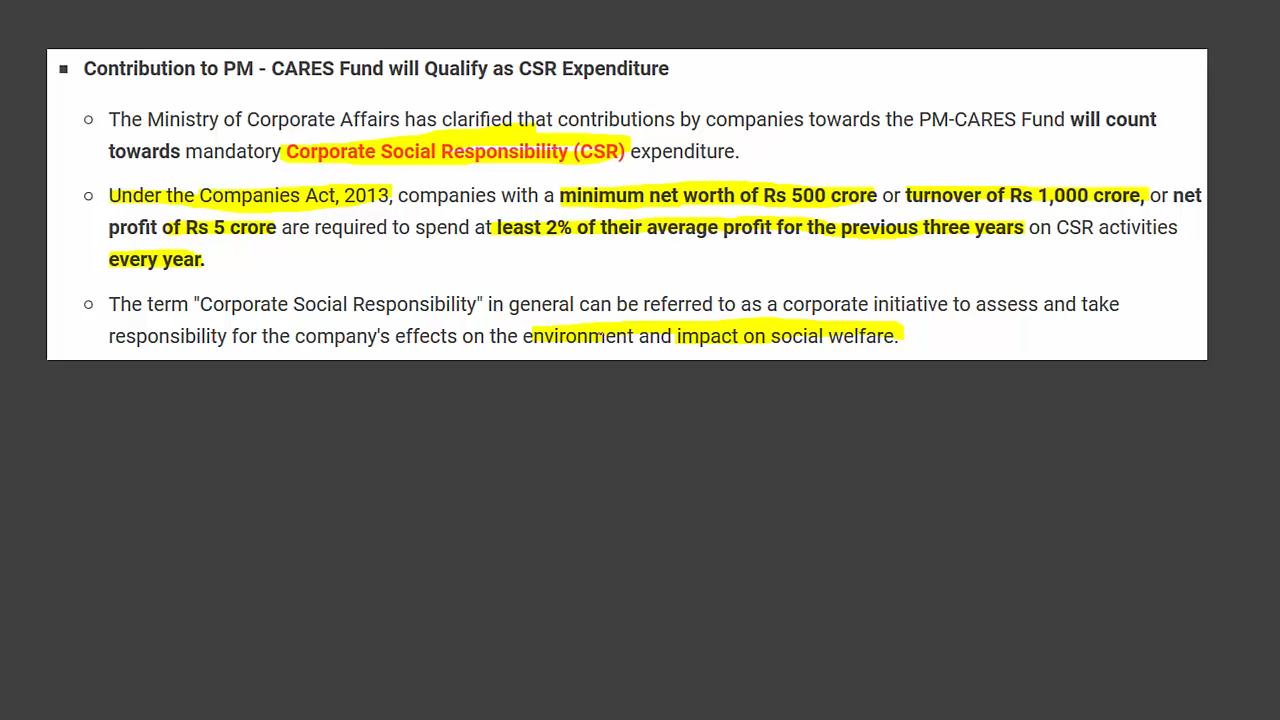 Contribution to PM - CARES Fund will Qualify as CSR Expenditure
The Ministry of Corporate Affairs has clarified that contributions by companies towards the PM-CARES Fund will count
towards mandatory Corporate Social Responsibility (CSR) expenditure.
Under the Companies Act, 2013, companies with a minimum net worth of Rs 500 crore or turnover of Rs 1,000 crore, or net
profit of Rs 5 crore are required to spend at least 2% of their average profit for the previous three years on CSR activities
every year.
The term "Corporate Social Responsibility" in general can be referred to as a corporate initiative to assess and take
responsibility for the company's effects on the environment and impact on social welfare.